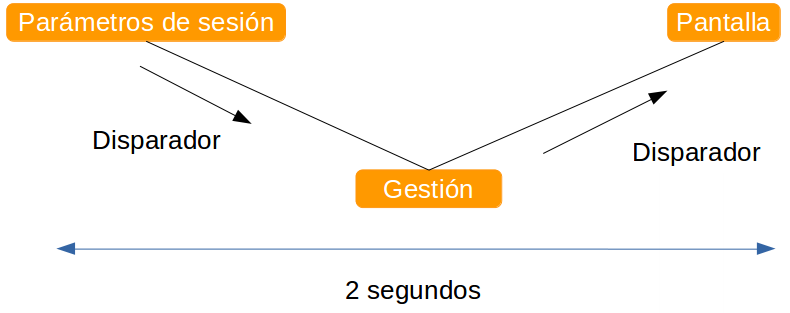 Parámetros de sesión
Pantalla
Disparador
Disparador
Gestión
2 segundos